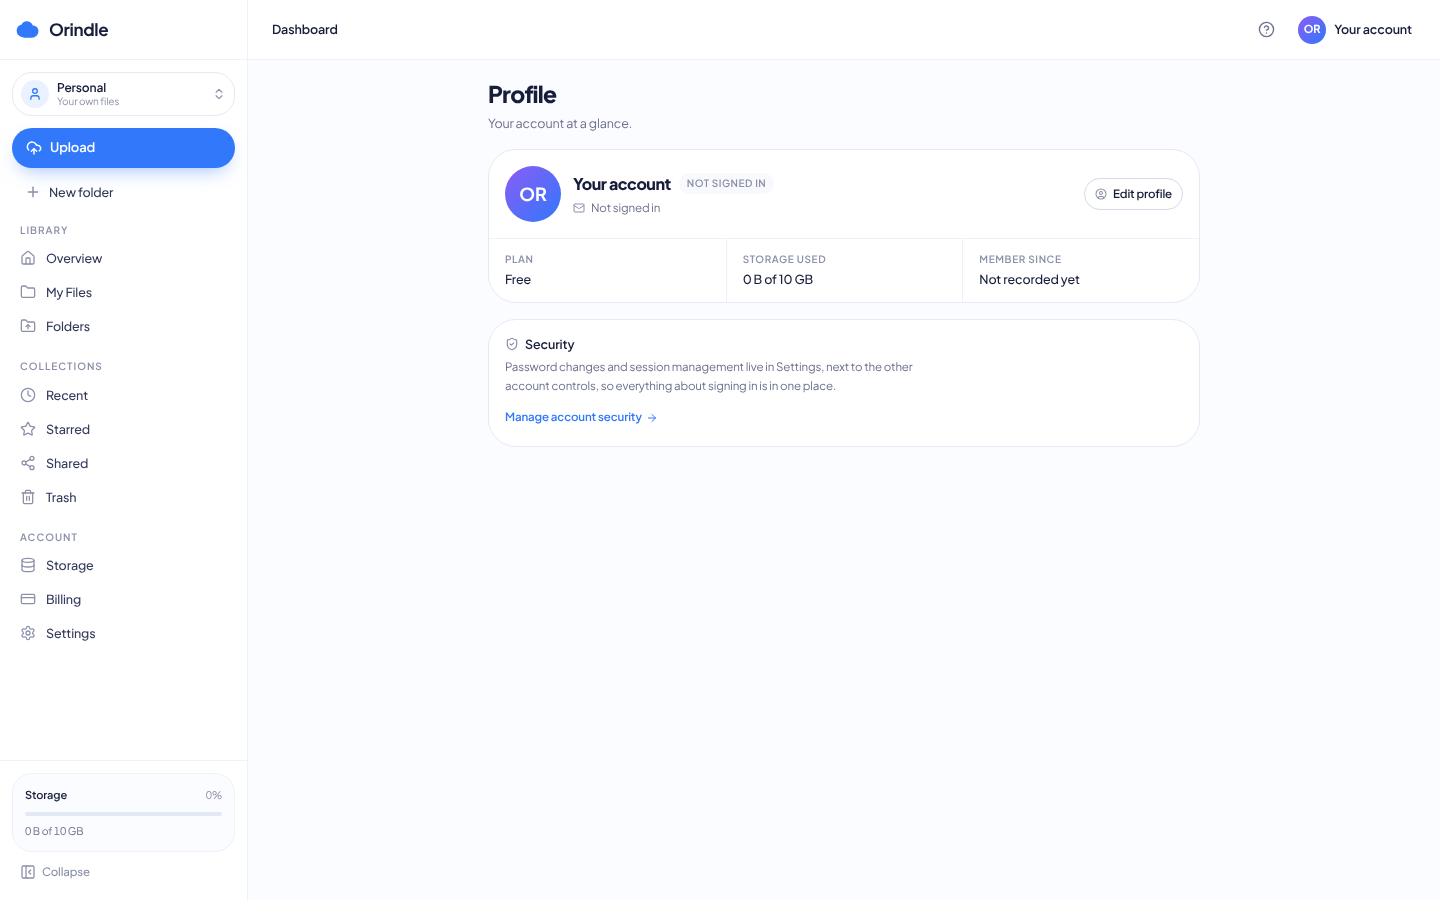 Orindle
Dashboard
OR
Your account
Personal
Your own files
Upload
New folder
LIBRARY
Overview
My Files
Folders
COLLECTIONS
Recent
Starred
Shared
Trash
ACCOUNT
Storage
Billing
Settings
Storage 0%
0 B of 10 GB
Collapse
Profile
Your account at a glance.
OR
Your account NOT SIGNED IN
Not signed in
Edit profile
PLAN
Free
STORAGE USED
0 B of 10 GB
MEMBER SINCE
Not recorded yet
Security
Password changes and session management live in Settings, next to the other
account controls, so everything about signing in is in one place.
Manage account security